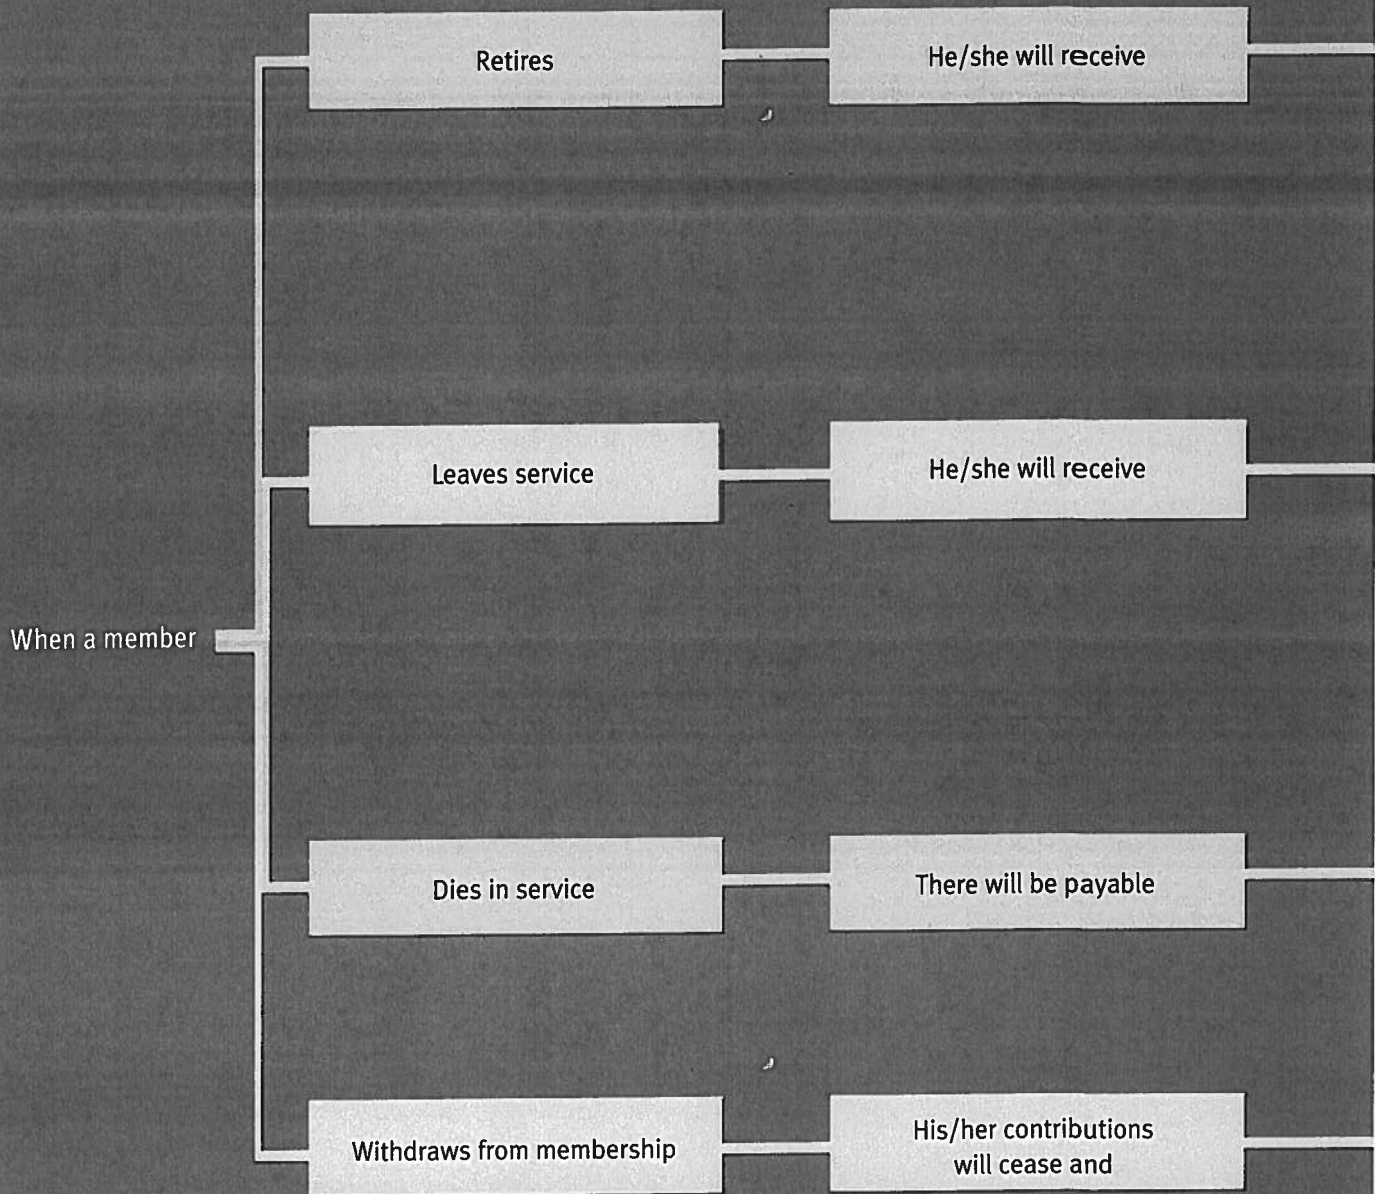 Retires
He/she will receive
Leaves service
He/she will receive
When a member
Dies in service
There will be payable
Withdraws from membership
His/her contributions
will cease and